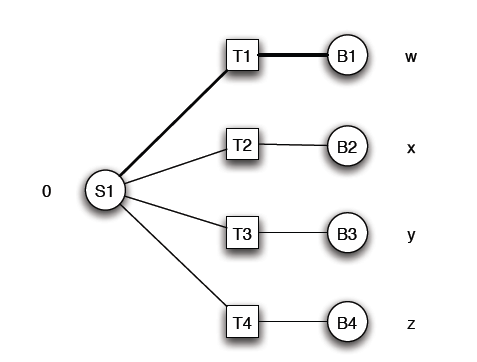 T1 B1 w
T2 B2 x
0 S1
T3 B3 y
T4 B4 z